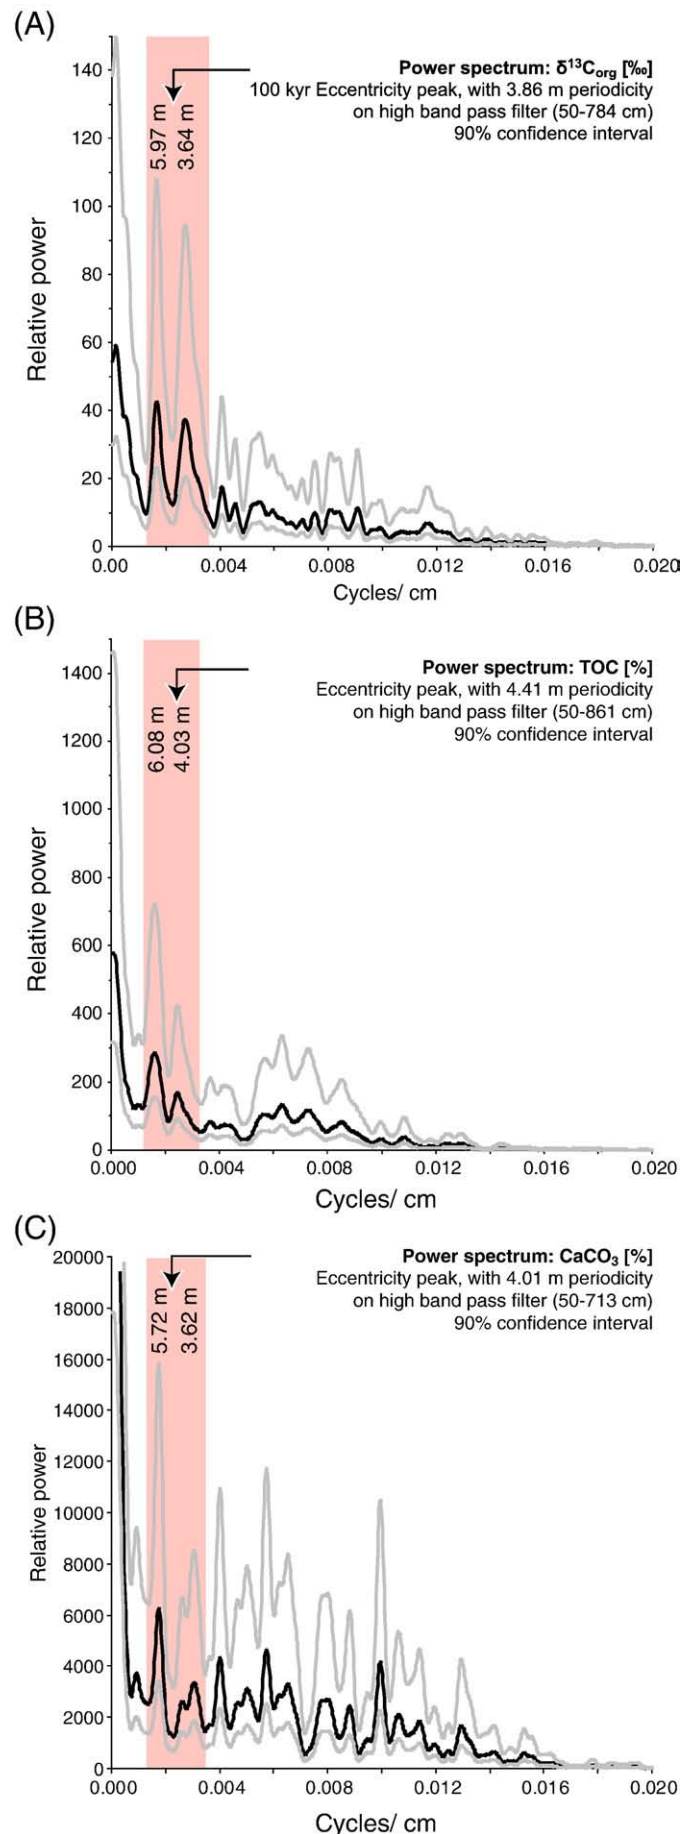 (A)
Power spectrum: δ¹³Corg [‰]
100 kyr Eccentricity peak, with 3.86 m periodicity
on high band pass filter (50-784 cm)
90% confidence interval
5.97 m
3.64 m
Relative power
140
120
100
80
60
40
20
0
0.00 0.004 0.008 0.012 0.016 0.020
Cycles/ cm
(B)
Power spectrum: TOC [%]
Eccentricity peak, with 4.41 m periodicity
on high band pass filter (50-861 cm)
90% confidence interval
6.08 m
4.03 m
Relative power
1400
1200
1000
800
600
400
200
0
0.000 0.004 0.008 0.012 0.016 0.020
Cycles/ cm
(C)
Power spectrum: CaCO₃ [%]
Eccentricity peak, with 4.01 m periodicity
on high band pass filter (50-713 cm)
90% confidence interval
5.72 m
3.62 m
Relative power
20000
18000
16000
14000
12000
10000
8000
6000
4000
2000
0
0.000 0.004 0.008 0.012 0.016 0.020
Cycles/ cm